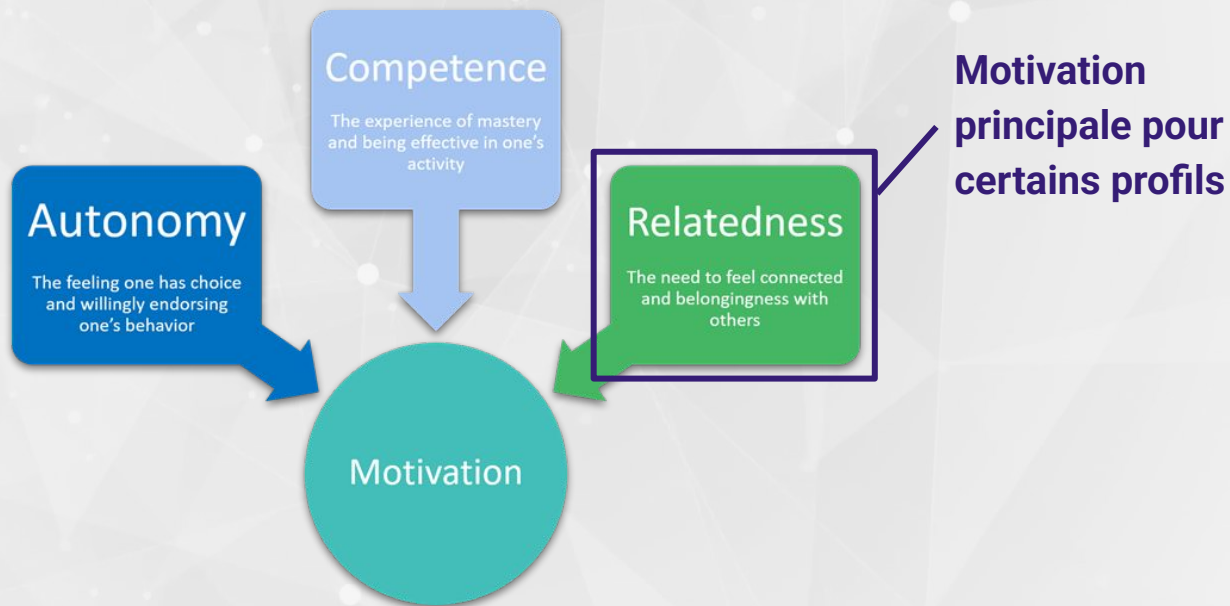 Competence
The experience of mastery
and being effective in one's
activity
Motivation
principale pour
certains profils
Autonomy
The feeling one has choice
and willingly endorsing
one's behavior
Relatedness
The need to feel connected
and belongingness with
others
Motivation